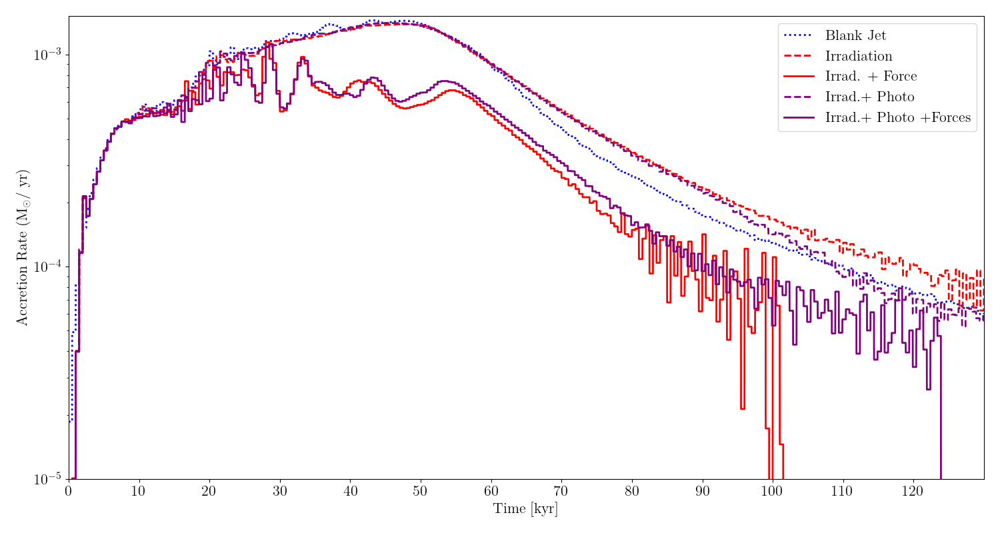 10⁻³
10⁻⁴
10⁻⁵
Accretion Rate (M⊙/ yr)
0 10 20 30 40 50 60 70 80 90 100 110 120
Time [kyr]
Blank Jet
Irradiation
Irrad. + Force
Irrad.+ Photo
Irrad.+ Photo +Forces